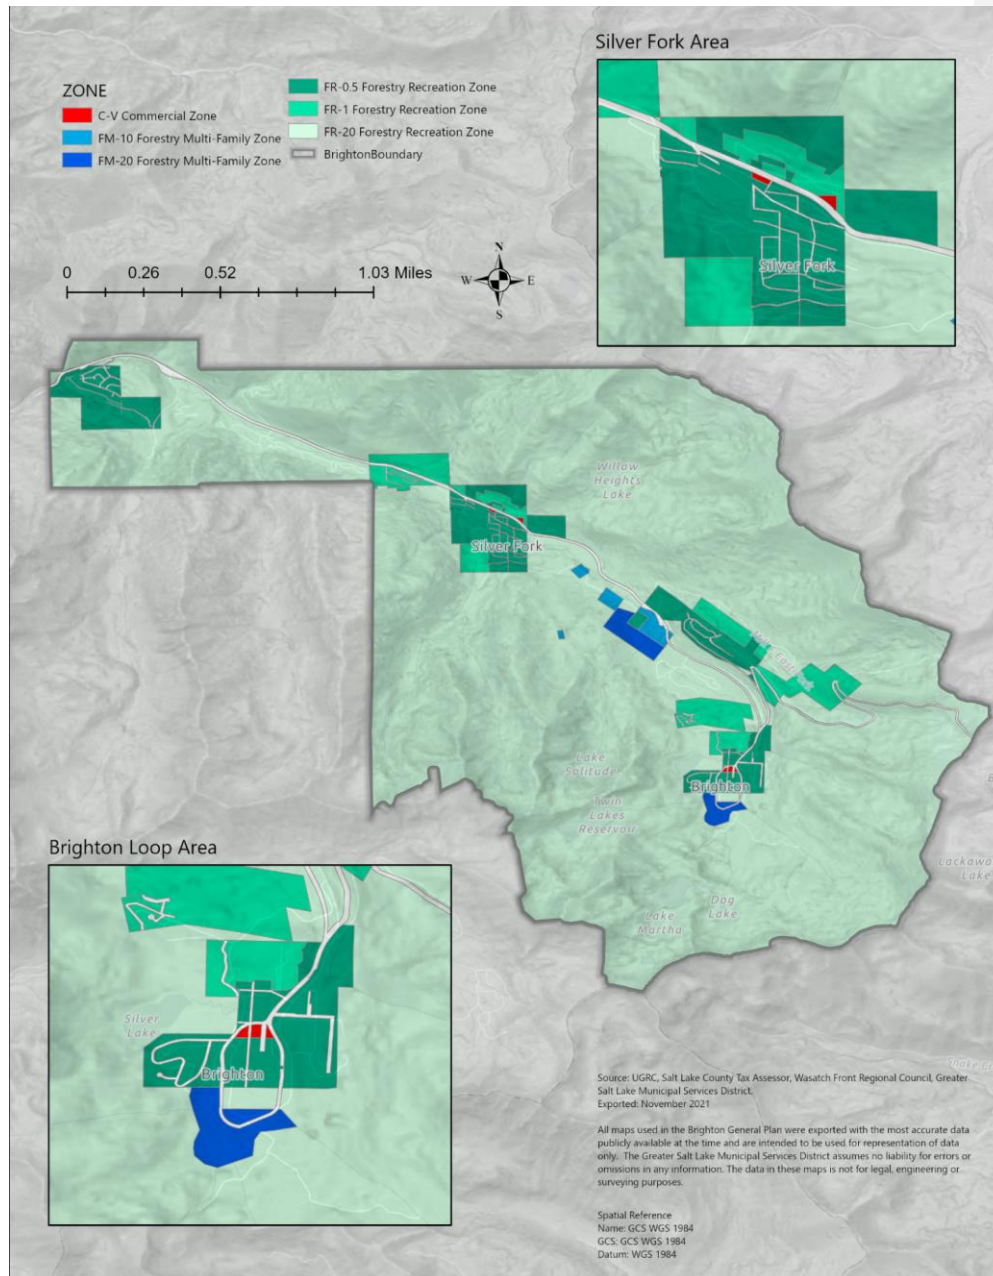 Silver Fork Area
ZONE
C-V Commercial Zone
FM-10 Forestry Multi-Family Zone
FM-20 Forestry Multi-Family Zone
FR-0.5 Forestry Recreation Zone
FR-1 Forestry Recreation Zone
FR-20 Forestry Recreation Zone
BrightonBoundary
Silver Fork
0 0.26 0.52 1.03 Miles
N
W E
S
Willow
Heights
Lake
Silver Fork
Lake
Solitude
Brighton
Twin
Lakes
Reservoir
Dog
Lake
Lake
Martha
Lackawa
Lake
Brighton Loop Area
Silver
Lake
Brighton
Source: UGRC, Salt Lake County Tax Assessor, Wasatch Front Regional Council, Greater
Salt Lake Municipal Services District.
Exported: November 2021
All maps used in the Brighton General Plan were exported with the most accurate data
publicly available at the time and are intended to be used for representation of data
only. The Greater Salt Lake Municipal Services District assumes no liability for errors or
omissions in any information. The data in these maps is not for legal, engineering or
surveying purposes.
Spatial Reference
Name: GCS WGS 1984
GCS: GCS WGS 1984
Datum: WGS 1984